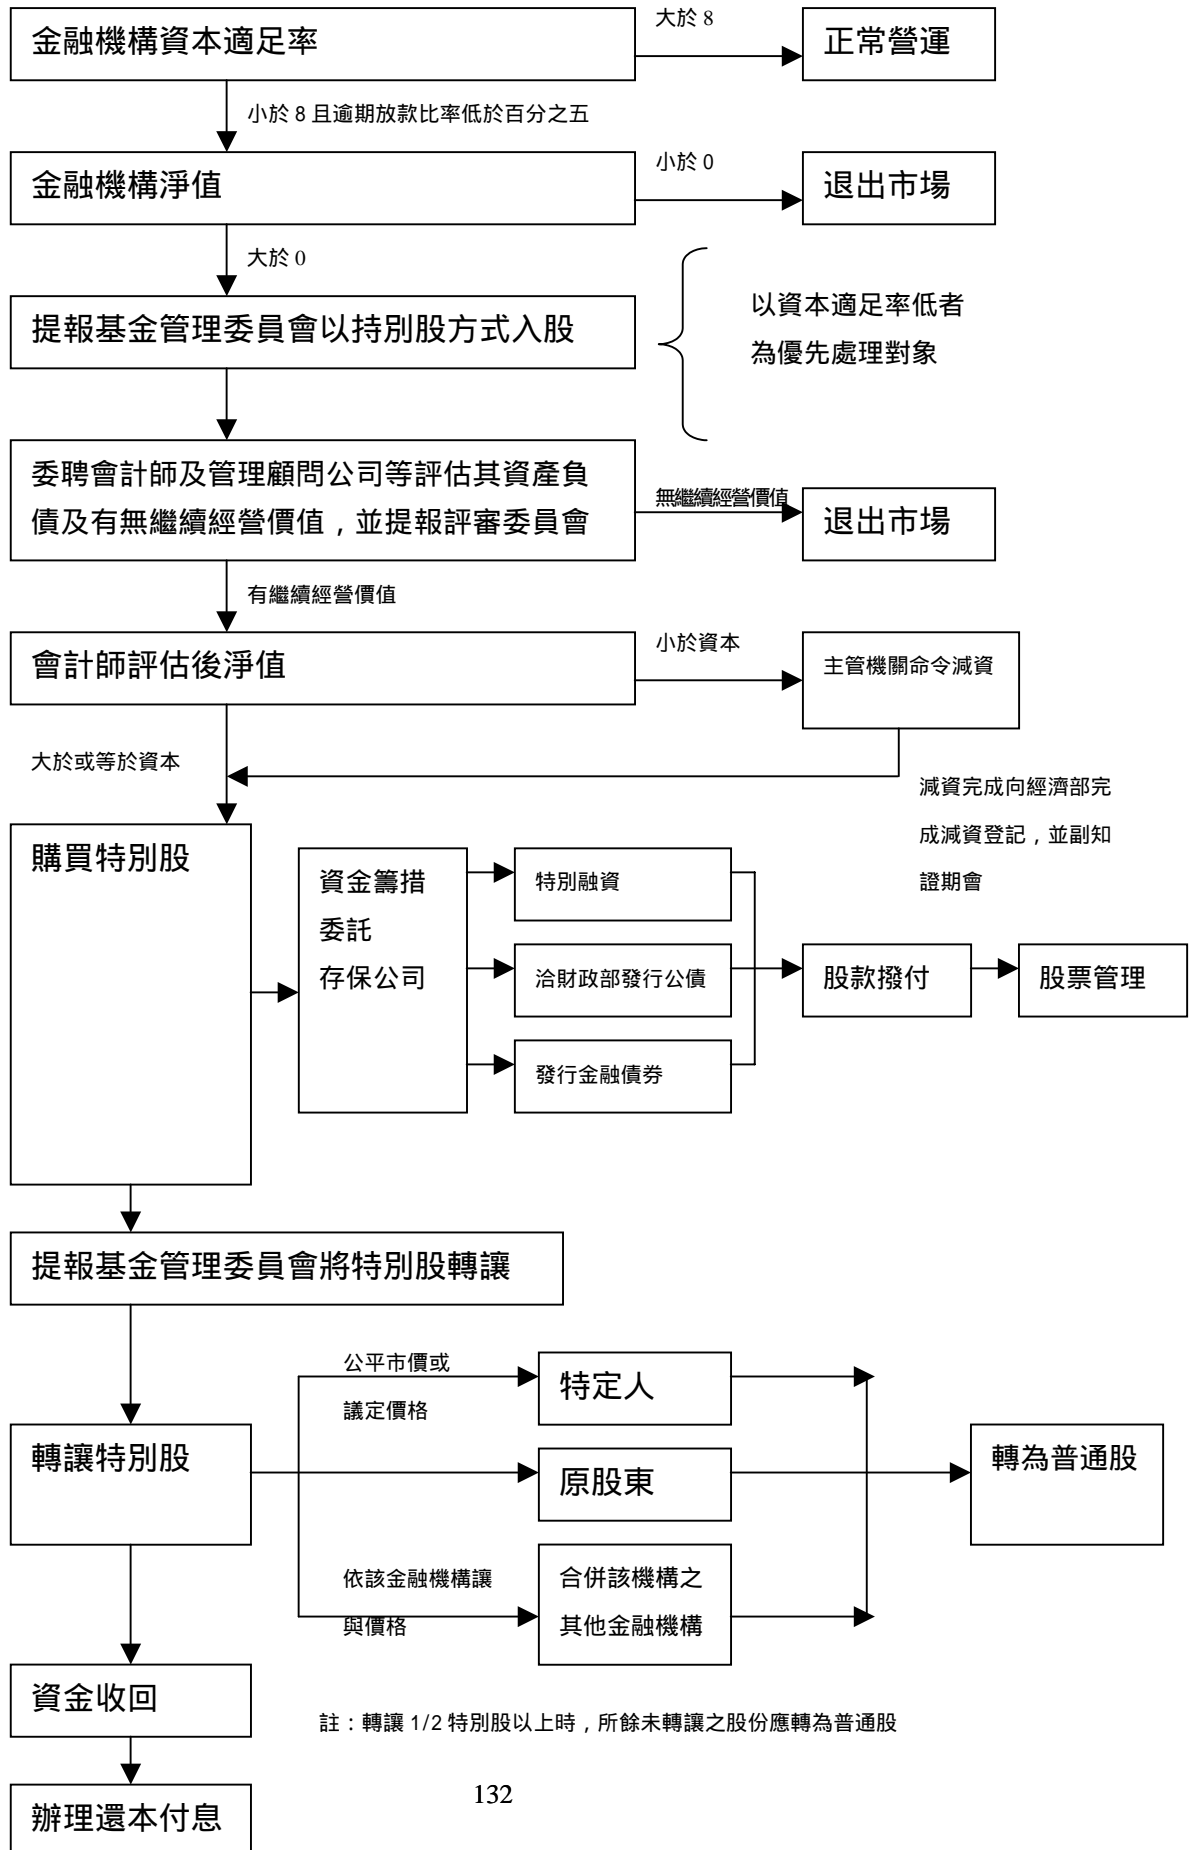 金融機構資本適足率
大於 8
正常營運
小於 8 且逾期放款比率低於百分之五
金融機構淨值
小於 0
退出市場
大於 0
提報基金管理委員會以持別股方式入股
以資本適足率低者
為優先處理對象
委聘會計師及管理顧問公司等評估其資產負
債及有無繼續經營價值，並提報評審委員會
無繼續經營價值
退出市場
有繼續經營價值
會計師評估後淨值
小於資本
主管機關命令減資
大於或等於資本
減資完成向經濟部完
成減資登記，並副知
證期會
購買特別股
資金籌措
委託
存保公司
特別融資
洽財政部發行公債
發行金融債券
股款撥付
股票管理
提報基金管理委員會將特別股轉讓
公平市價或
議定價格
特定人
轉讓特別股
原股東
轉為普通股
依該金融機構讓
與價格
合併該機構之
其他金融機構
資金收回
註：轉讓 1/2 特別股以上時，所餘未轉讓之股份應轉為普通股
辦理還本付息
132